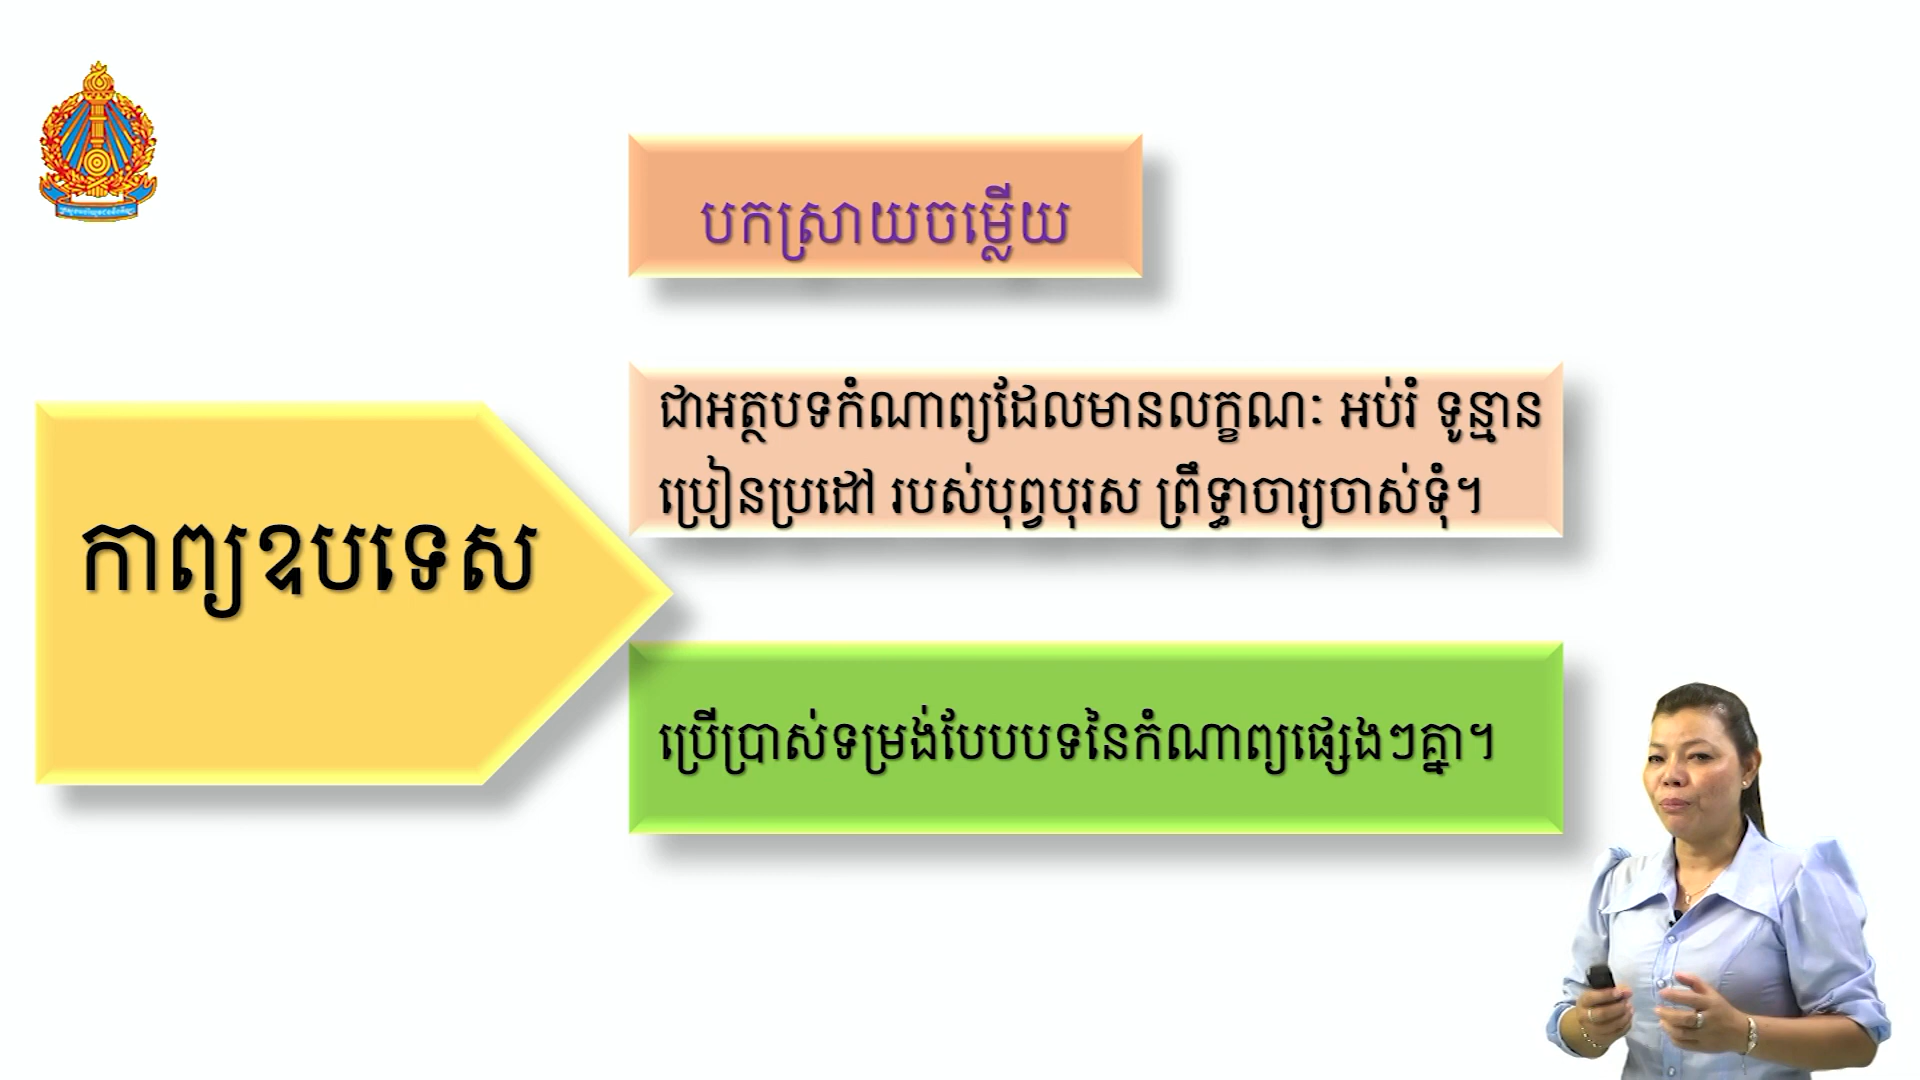 បកស្រាយចម្លើយ
ជាអត្ថបទកំណាព្យដែលមានលក្ខណៈ អប់រំ ទូន្មាន
ប្រៀនប្រដៅ របស់បុព្វបុរស ព្រឹទ្ធាចារ្យចាស់ទុំ។
កាព្យឧបទេស
ប្រើប្រាស់ទម្រង់បែបបទនៃកំណាព្យផ្សេងៗគ្នា។